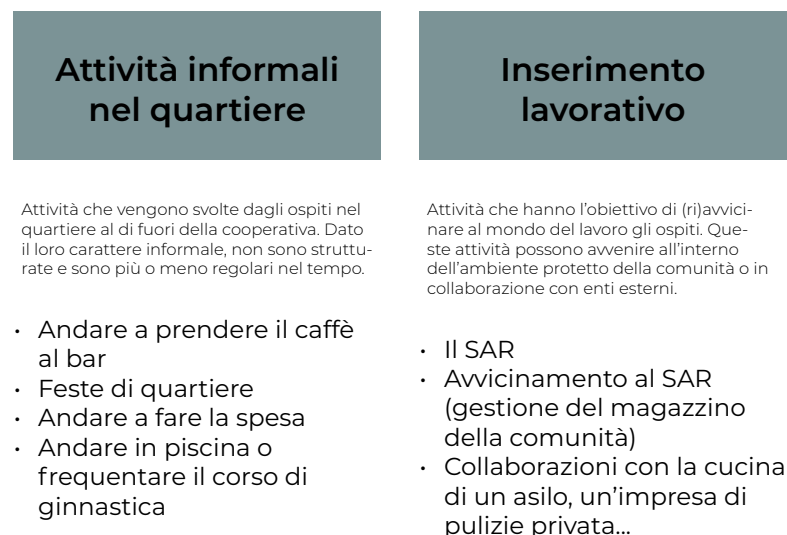 Attività informali
nel quartiere
Attività che vengono svolte dagli ospiti nel
quartiere al di fuori della cooperativa. Dato
il loro carattere informale, non sono struttu-
rate e sono più o meno regolari nel tempo.
• Andare a prendere il caffè
al bar
• Feste di quartiere
• Andare a fare la spesa
• Andare in piscina o
frequentare il corso di
ginnastica
Inserimento
lavorativo
Attività che hanno l'obiettivo di (ri)avvici-
nare al mondo del lavoro gli ospiti. Que-
ste attività possono avvenire all'interno
dell'ambiente protetto della comunità o in
collaborazione con enti esterni.
• Il SAR
• Avvicinamento al SAR
(gestione del magazzino
della comunità)
• Collaborazioni con la cucina
di un asilo, un'impresa di
pulizie privata...